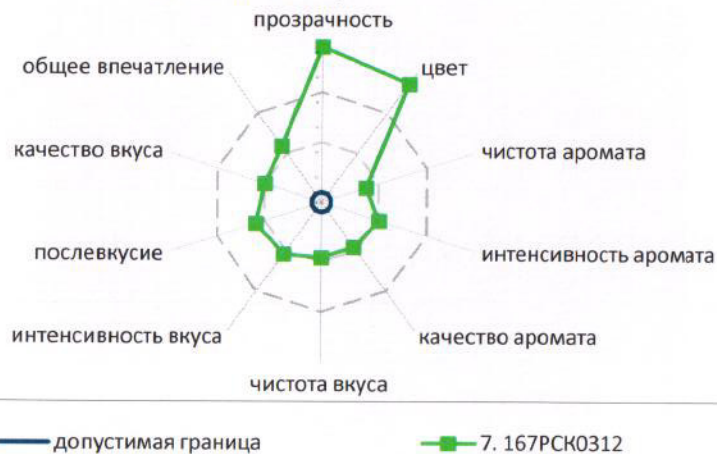 прозрачность
общее впечатление
цвет
качество вкуса
чистота аромата
послевкусие
интенсивность аромата
интенсивность вкуса
качество аромата
чистота вкуса
допустимая граница
7. 167РСК0312